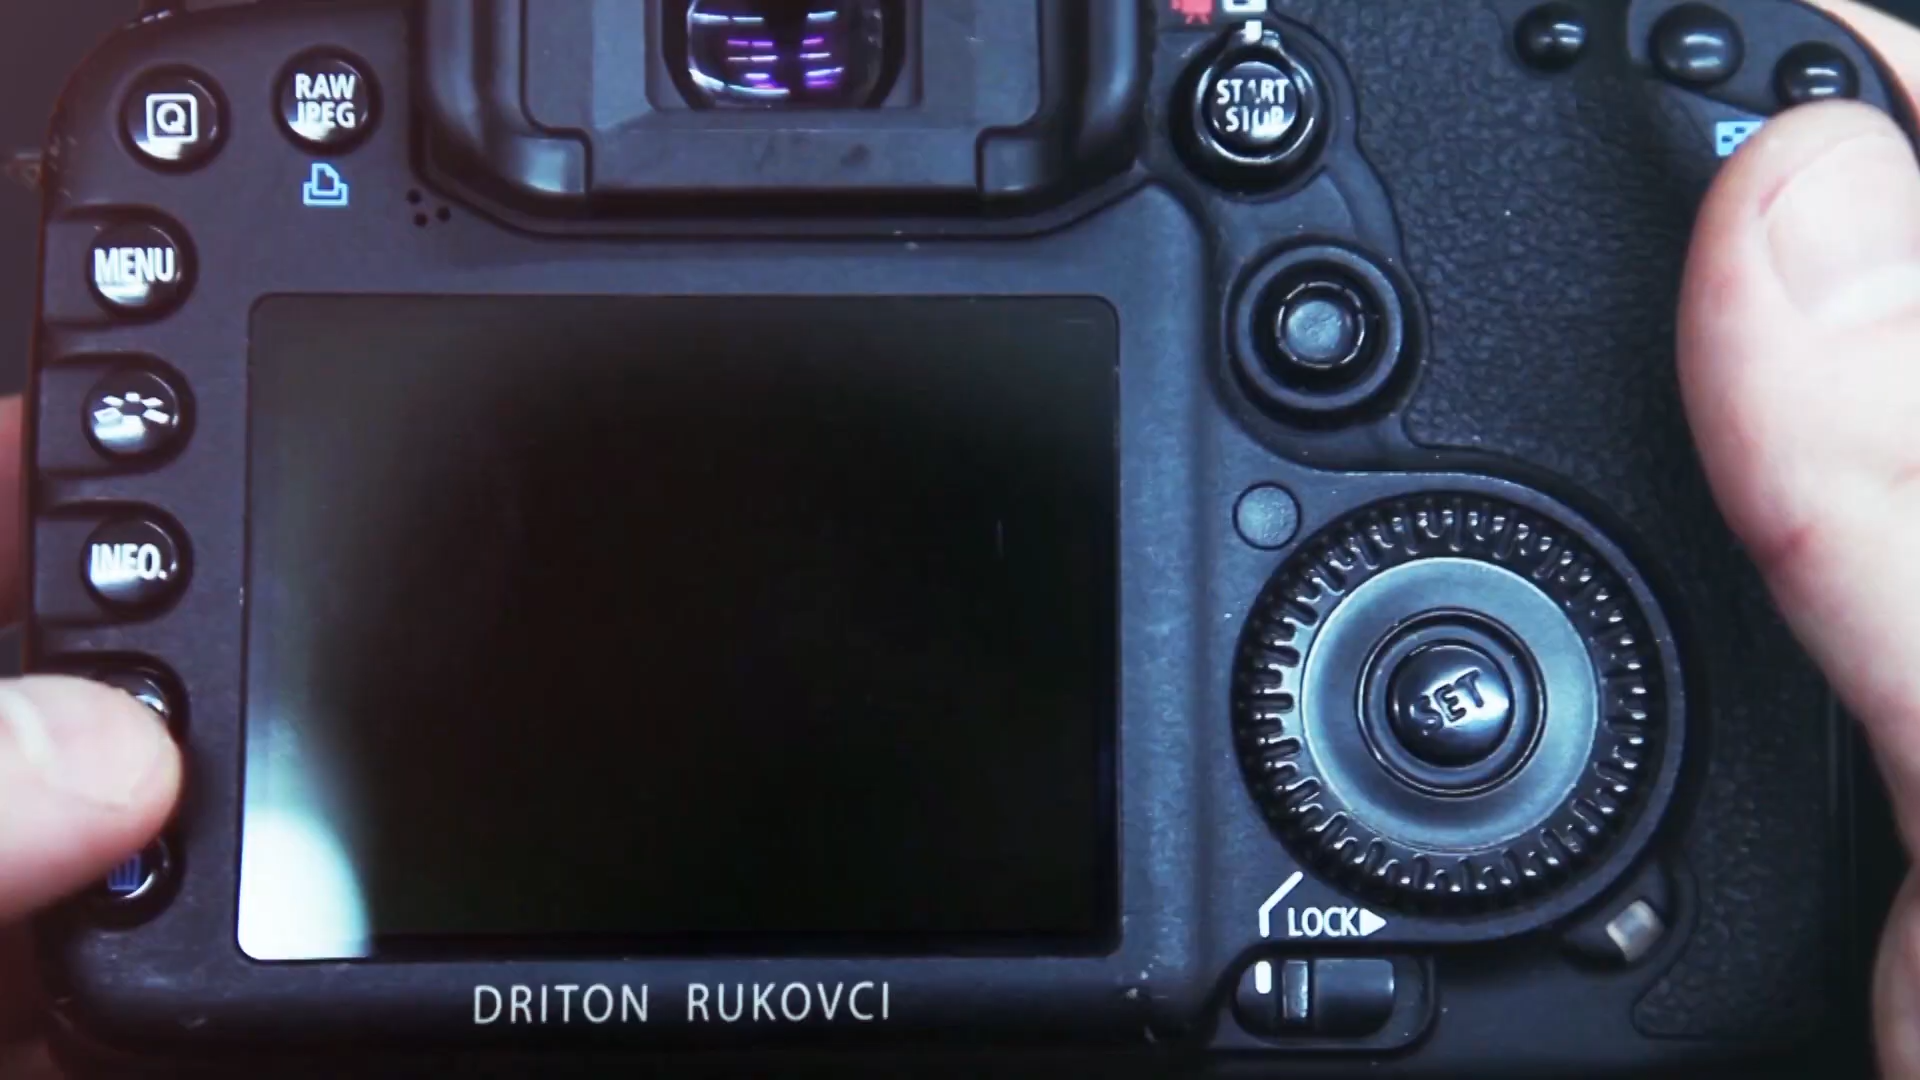 Q
RAW
JPEG
START
STOP
MENU
INFO.
SET
LOCK
DRITON RUKOVCI